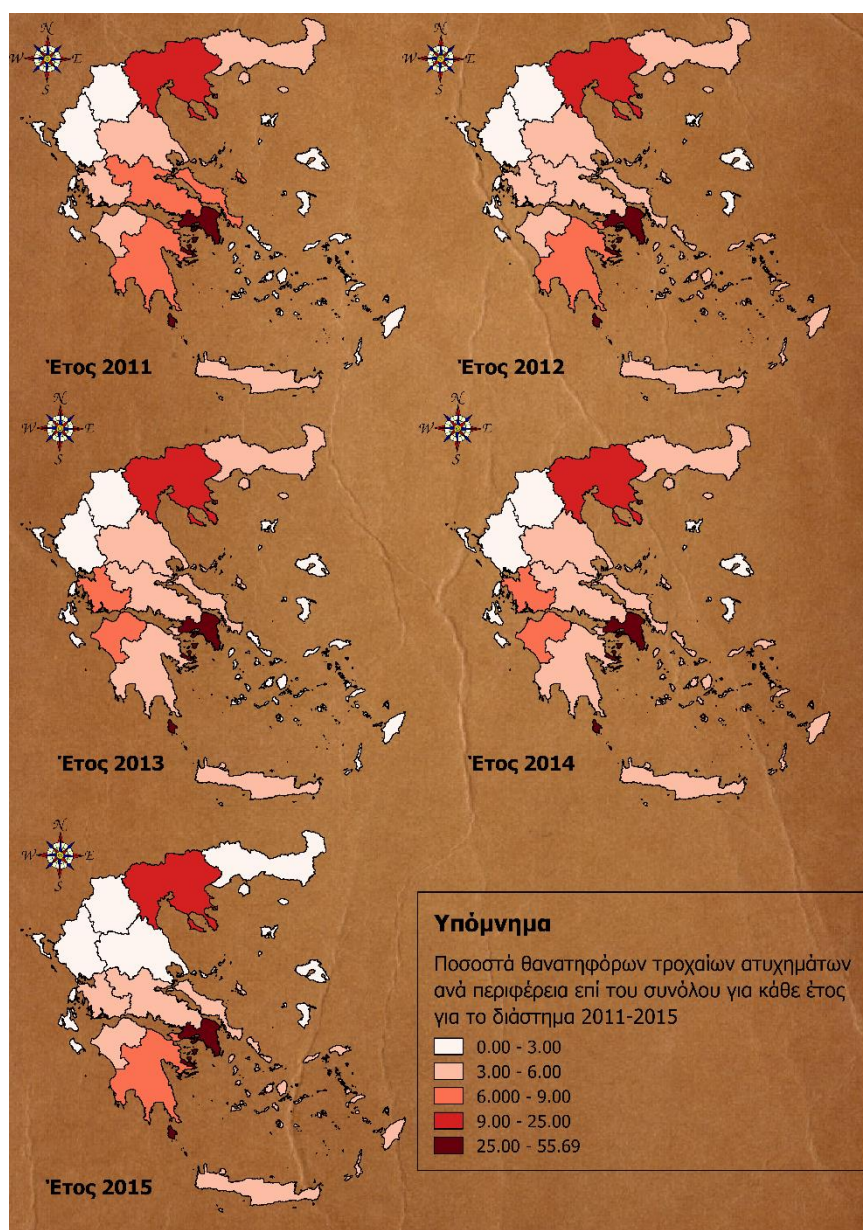 N
W E
S
Έτος 2011
N
W E
S
Έτος 2012
N
W E
S
Έτος 2013
N
W E
S
Έτος 2014
N
W E
S
Έτος 2015
Υπόμνημα
Ποσοστά θανατηφόρων τροχαίων ατυχημάτων
ανά περιφέρεια επί του συνόλου για κάθε έτος
για το διάστημα 2011-2015
0.00 - 3.00
3.00 - 6.00
6.000 - 9.00
9.00 - 25.00
25.00 - 55.69